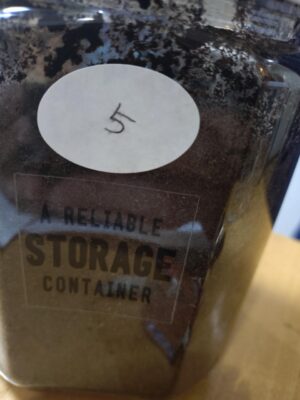 5
A RELIABLE
STORAGE
CONTAINER